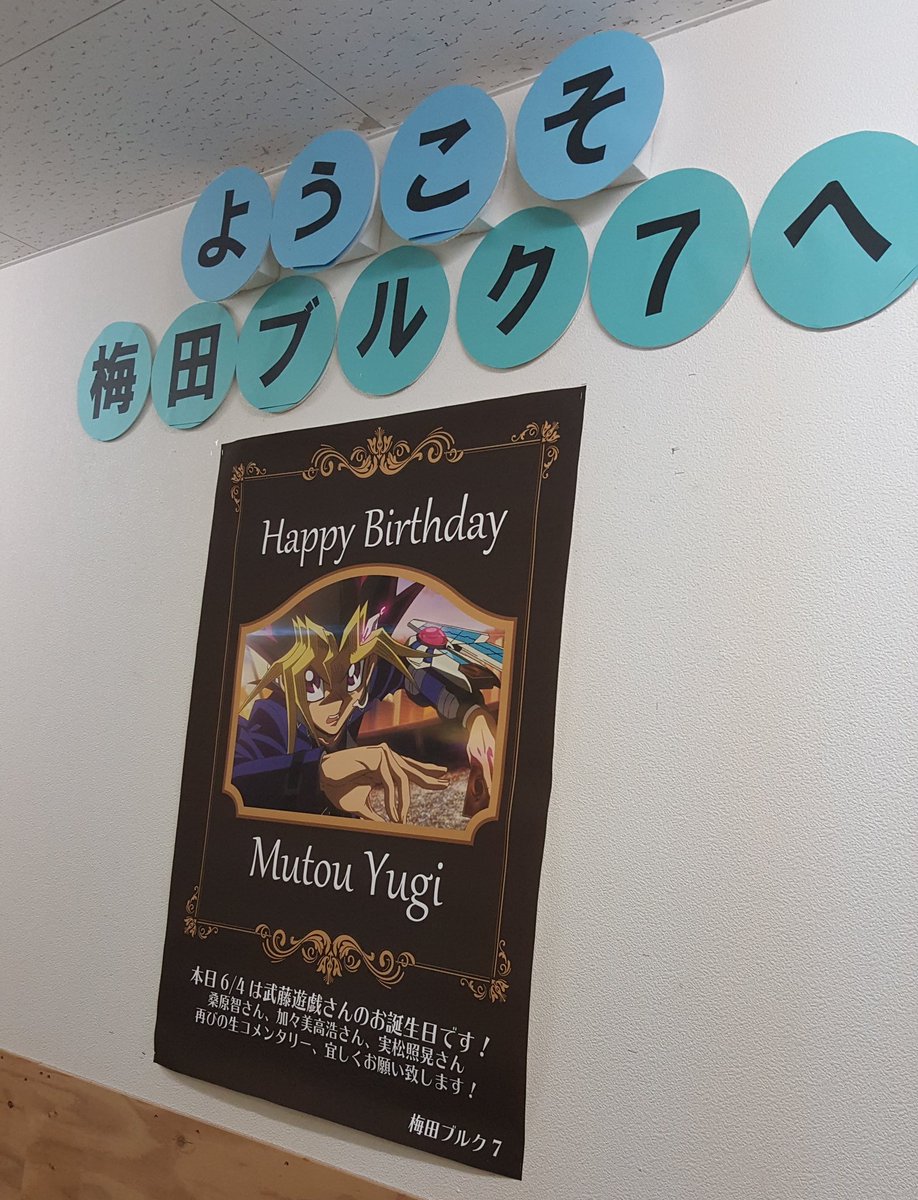 ようこそ
梅田ブルク7へ
Happy Birthday
Mutou Yugi
本日6/4は武藤遊戯さんのお誕生日です!
桑原智さん、加々美高浩さん、実松照晃さん
再びの生コメンタリー、宜しくお願い致します!
梅田ブルク7